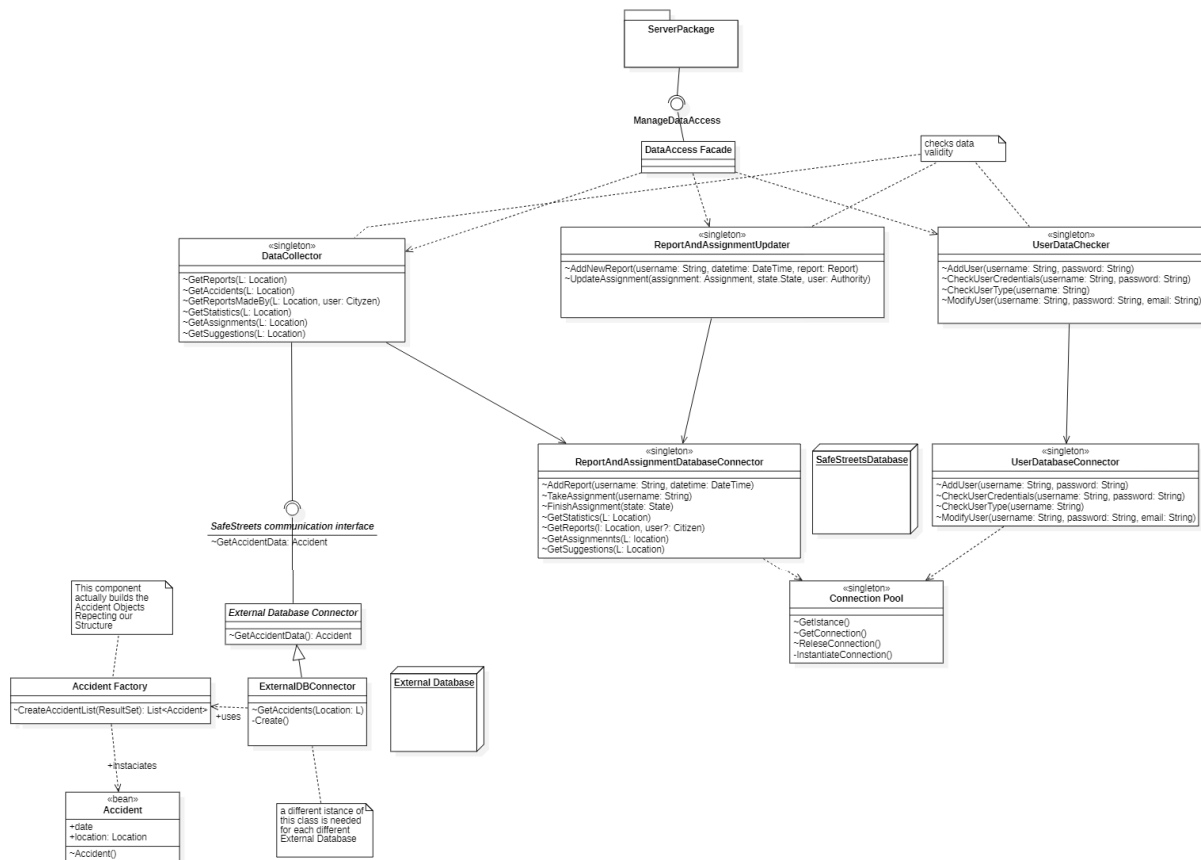 ServerPackage
ManageDataAccess
DataAccess Facade
checks data
validity
«singleton»
DataCollector
~GetReports(L: Location)
~GetAccidents(L: Location)
~GetReportsMadeBy(L: Location, user: Cityzen)
~GetStatistics(L: Location)
~GetAssignments(L: Location)
~GetSuggestions(L: Location)
«singleton»
ReportAndAssignmentUpdater
~AddNewReport(username: String, datetime: DateTime, report: Report)
~UpdateAssignment(assignment: Assignment, state.State, user: Authority)
«singleton»
UserDataChecker
~AddUser(username: String, password: String)
~CheckUserCredentials(username: String, password: String)
~CheckUserType(username: String)
~ModifyUser(username: String, password: String, email: String)
«singleton»
ReportAndAssignmentDatabaseConnector
~AddReport(username: String, datetime: DateTime)
~TakeAssignment(username: String)
~FinishAssignment(state: State)
~GetStatistics(L: Location)
~GetReports(l: Location, user?: Citizen)
~GetAssignmennts(L: location)
~GetSuggestions(L: Location)
SafeStreetsDatabase
«singleton»
UserDatabaseConnector
~AddUser(username: String, password: String)
~CheckUserCredentials(username: String, password: String)
~CheckUserType(username: String)
~ModifyUser(username: String, password: String, email: String)
SafeStreets communication interface
~GetAccidentData: Accident
«singleton»
Connection Pool
~GetIstance()
~GetConnection()
~ReleseConnection()
-InstantiateConnection()
This component
actually builds the
Accident Objects
Repecting our
Structure
External Database Connector
~GetAccidentData(): Accident
Accident Factory
~CreateAccidentList(ResultSet): List<Accident>
+uses
ExternalDBConnector
~GetAccidents(Location: L)
-Create()
External Database
+instaciates
«bean»
Accident
+date
+location: Location
~Accident()
a different istance of
this class is needed
for each different
External Database